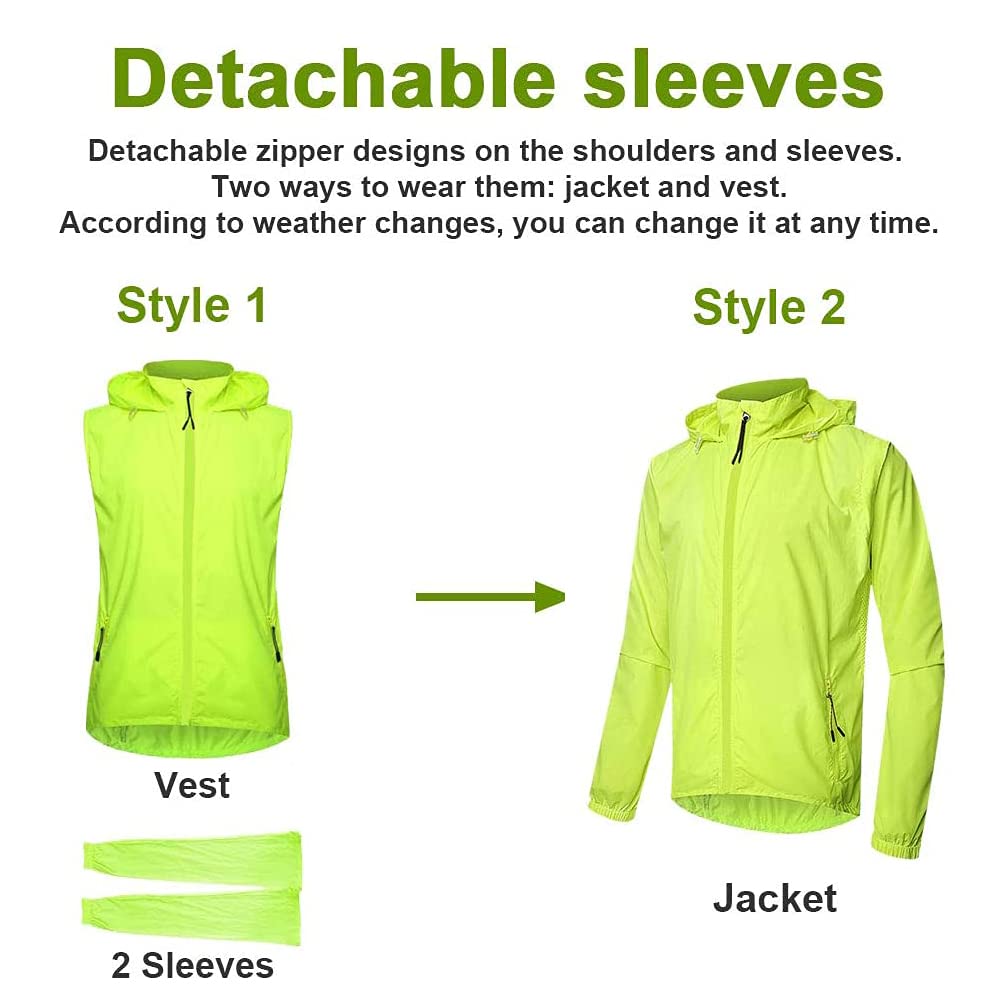 Detachable sleeves
Detachable zipper designs on the shoulders and sleeves.
Two ways to wear them: jacket and vest.
According to weather changes, you can change it at any time.
Style 1
Style 2
Vest
2 Sleeves
Jacket